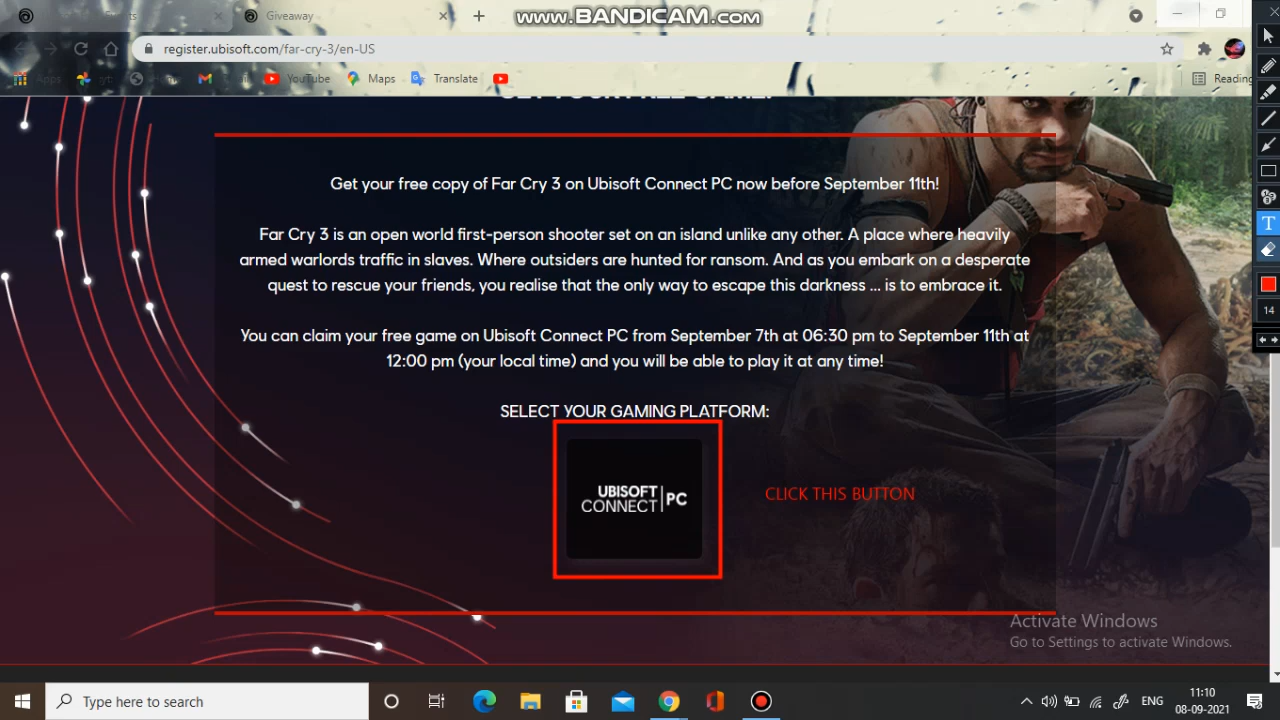 Giveaway
www.BANDICAM.com
register.ubisoft.com/far-cry-3/en-US
Apps
YouTube
Maps
Translate
Reading
GET YOUR FREE GAME!
Get your free copy of Far Cry 3 on Ubisoft Connect PC now before September 11th!
Far Cry 3 is an open world first-person shooter set on an island unlike any other. A place where heavily
armed warlords traffic in slaves. Where outsiders are hunted for ransom. And as you embark on a desperate
quest to rescue your friends, you realise that the only way to escape this darkness ... is to embrace it.
You can claim your free game on Ubisoft Connect PC from September 7th at 06:30 pm to September 11th at
12:00 pm (your local time) and you will be able to play it at any time!
SELECT YOUR GAMING PLATFORM:
UBISOFT
CONNECT
PC
CLICK THIS BUTTON
T
14
Activate Windows
Go to Settings to activate Windows.
Type here to search
ENG
11:10
08-09-2021